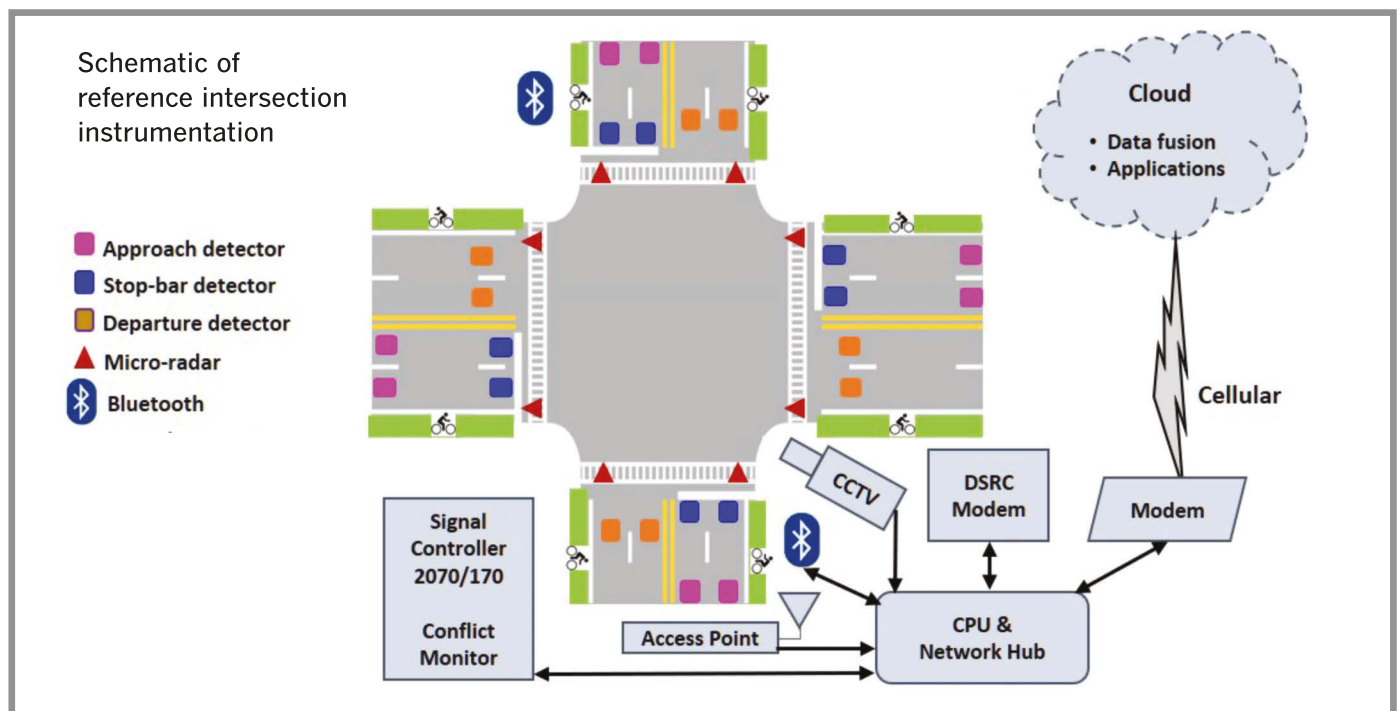 Schematic of
reference intersection
instrumentation
Approach detector
Stop-bar detector
Departure detector
Micro-radar
Bluetooth
Cloud
• Data fusion
• Applications
Cellular
CCTV
DSRC
Modem
Modem
Signal
Controller
2070/170
Conflict
Monitor
Access Point
CPU &
Network Hub